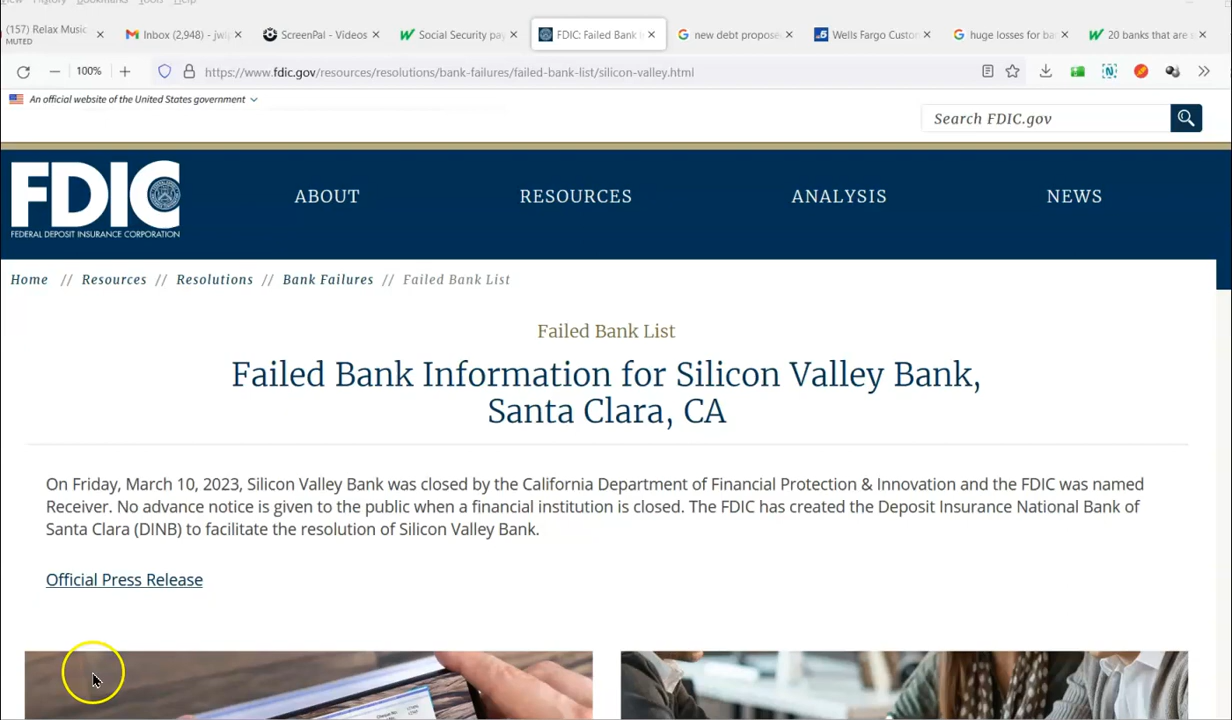 View History Bookmarks Tools Help
(157) Relax Music
MUTED
Inbox (2,948) - jwi
ScreenPal - Videos
Social Security pay
FDIC: Failed Bank I
new debt propose
Wells Fargo Custom
huge losses for ba
20 banks that are s
100%
https://www.fdic.gov/resources/resolutions/bank-failures/failed-bank-list/silicon-valley.html
An official website of the United States government
Search FDIC.gov
FDIC
FEDERAL DEPOSIT INSURANCE CORPORATION
ABOUT RESOURCES ANALYSIS NEWS
Home // Resources // Resolutions // Bank Failures // Failed Bank List
Failed Bank List
Failed Bank Information for Silicon Valley Bank,
Santa Clara, CA
On Friday, March 10, 2023, Silicon Valley Bank was closed by the California Department of Financial Protection & Innovation and the FDIC was named
Receiver. No advance notice is given to the public when a financial institution is closed. The FDIC has created the Deposit Insurance National Bank of
Santa Clara (DINB) to facilitate the resolution of Silicon Valley Bank.
Official Press Release